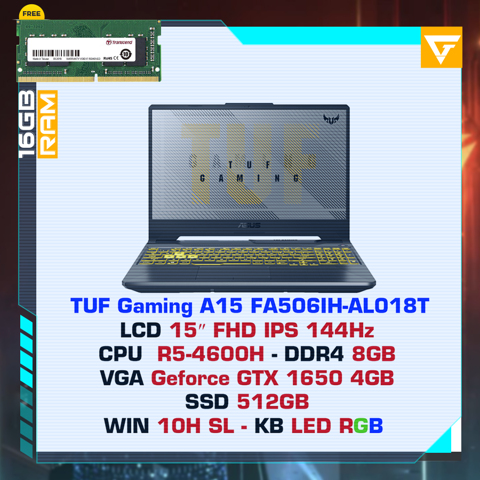 FREE
Transcend
16GB
RAM
TUF GAMING
TUF Gaming A15 FA506IH-AL018T
LCD 15″ FHD IPS 144Hz
CPU R5-4600H - DDR4 8GB
VGA Geforce GTX 1650 4GB
SSD 512GB
WIN 10H SL - KB LED RGB